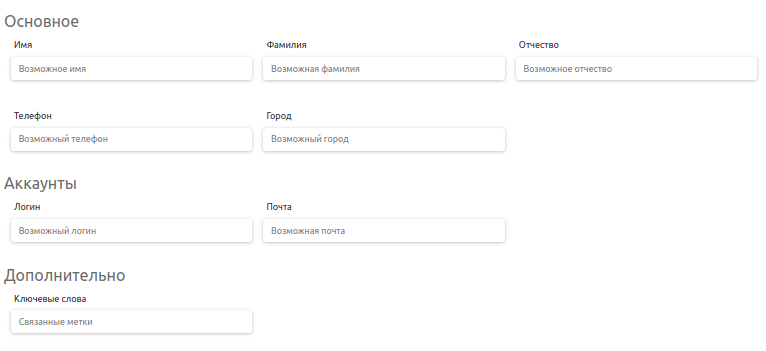 Основное
Имя Фамилия Отчество
Возможное имя Возможная фамилия Возможное отчество
Телефон Город
Возможный телефон Возможный город
Аккаунты
Логин Почта
Возможный логин Возможная почта
Дополнительно
Ключевые слова
Связанные метки